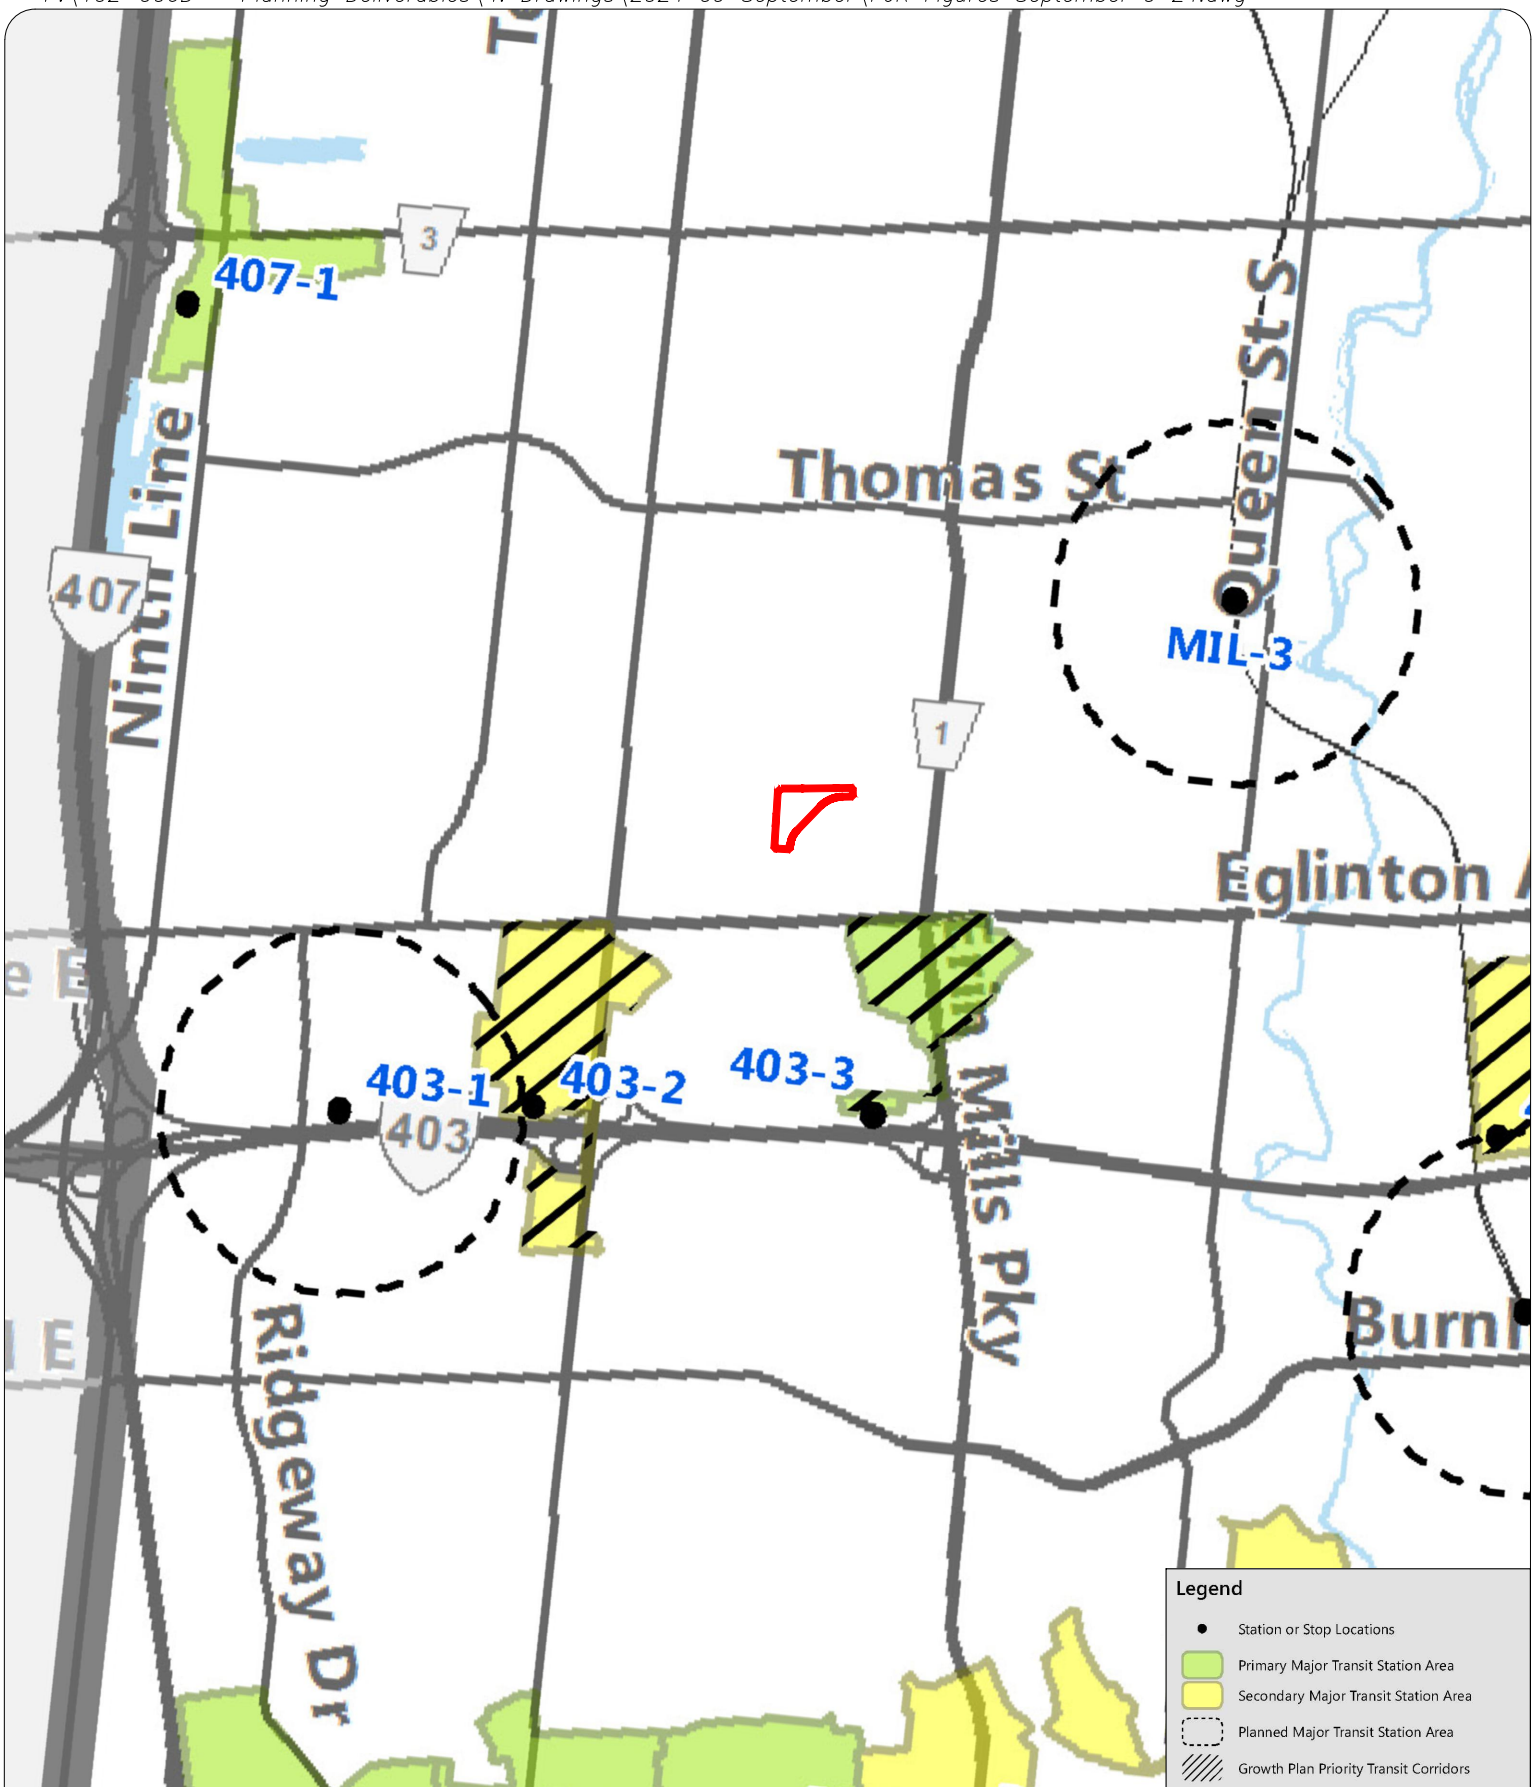 3
407-1
Queen St S
Thomas St
Ninth Line
407
MIL-3
1
Eglinton
e E
403-1
403-2
403-3
403
Mills Pky
E
Burnh
Ridgeway Dr
Legend
Station or Stop Locations
Primary Major Transit Station Area
Secondary Major Transit Station Area
Planned Major Transit Station Area
Growth Plan Priority Transit Corridors